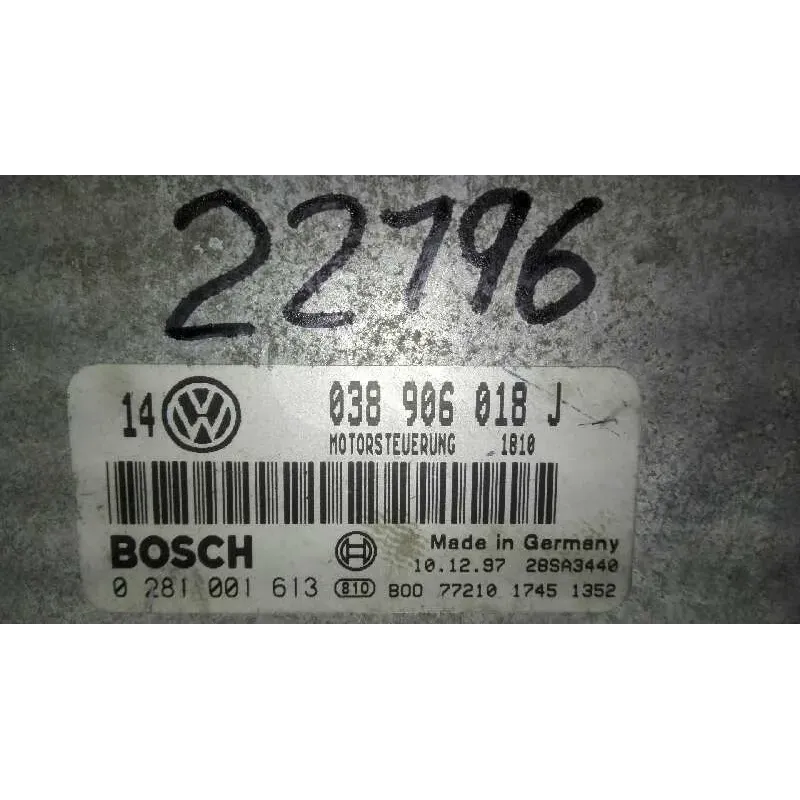 22796
14 VW 038 906 018 J
MOTORSTEUERUNG 1810
BOSCH Made in Germany
10.12.97 28SA3440
0 281 001 613 810 B00 77210 1745 1352